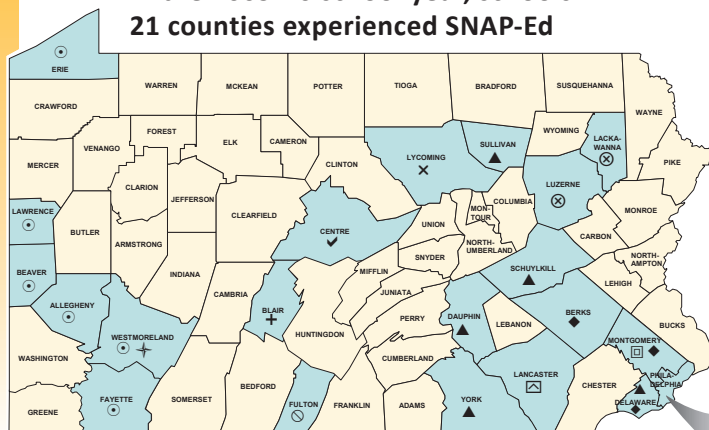 21 counties experienced SNAP-Ed
ERIE
WARREN
MCKEAN
POTTER
TIOGA
BRADFORD
SUSQUEHANNA
CRAWFORD
WAYNE
FOREST
WYOMING
LACKA-
WANNA
VENANGO
ELK
CAMERON
SULLIVAN
LYCOMING
MERCER
CLINTON
PIKE
CLARION
LUZERNE
JEFFERSON
COLUMBIA
LAWRENCE
CLEARFIELD
MON-
TOUR
MONROE
BUTLER
CENTRE
UNION
ARMSTRONG
CARBON
NORTH-
UMBERLAND
SNYDER
NORTH-
AMPTON
BEAVER
INDIANA
MIFFLIN
SCHUYLKILL
LEHIGH
JUNIATA
CAMBRIA
ALLEGHENY
BLAIR
BERKS
PERRY
DAUPHIN
LEBANON
BUCKS
WESTMORELAND
HUNTINGDON
MONTGOMERY
WASHINGTON
CUMBERLAND
LANCASTER
PHILA-
DELPHIA
CHESTER
BEDFORD
SOMERSET
FAYETTE
FULTON
FRANKLIN
ADAMS
YORK
DELAWARE
GREENE